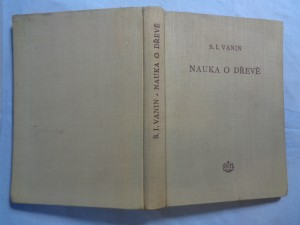 S. I. VANIN
NAUKA O DŘEVĚ
S. I. VANIN - NAUKA O DŘEVĚ